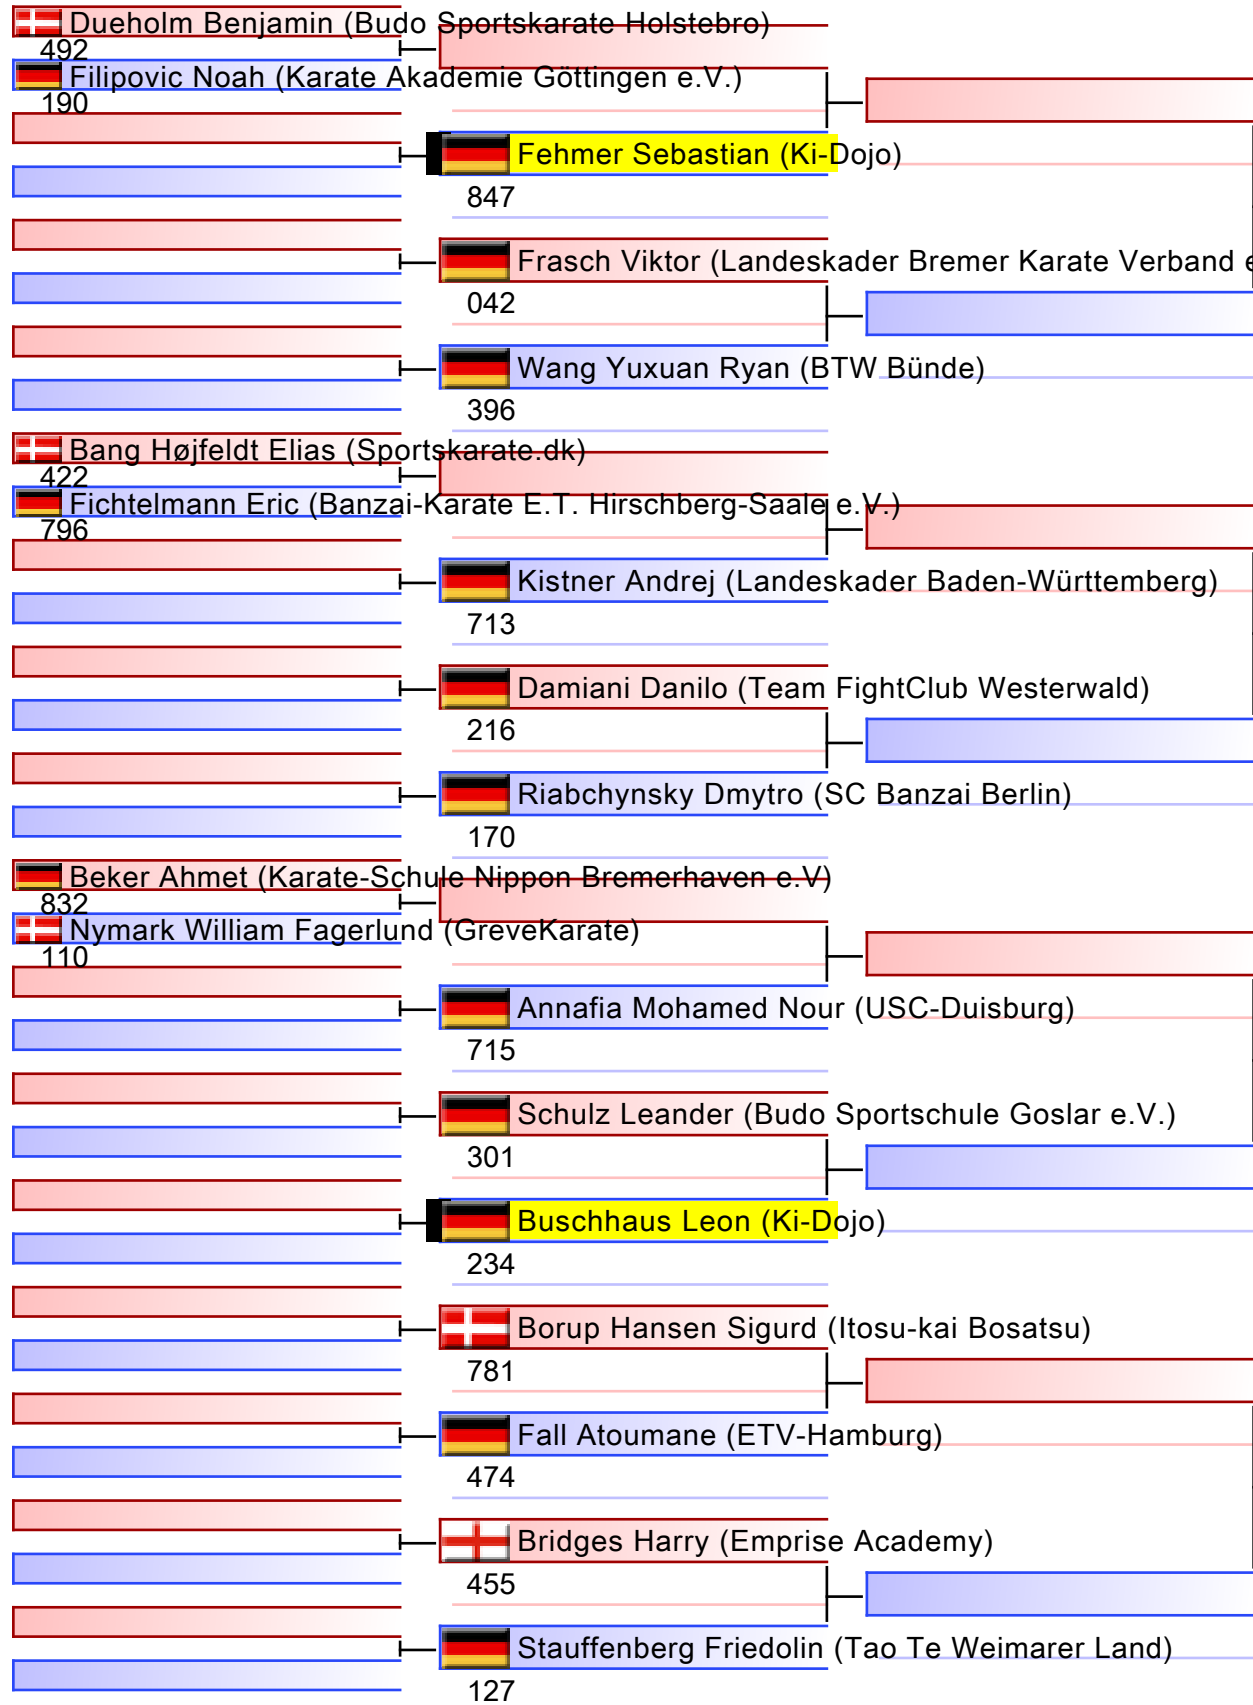 Dueholm Benjamin (Budo Sportskarate Holstebro)
492
Filipovic Noah (Karate Akademie Göttingen e.V.)
190
Fehmer Sebastian (Ki-Dojo)
847
Frasch Viktor (Landeskader Bremer Karate Verband e
042
Wang Yuxuan Ryan (BTW Bünde)
396
Bang Højfeldt Elias (Sportskarate.dk)
422
Fichtelmann Eric (Banzai-Karate E.T. Hirschberg-Saale e.V.)
796
Kistner Andrej (Landeskader Baden-Württemberg)
713
Damiani Danilo (Team FightClub Westerwald)
216
Riabchynsky Dmytro (SC Banzai Berlin)
170
Beker Ahmet (Karate-Schule Nippon Bremerhaven e.V)
832
Nymark William Fagerlund (GreveKarate)
110
Annafia Mohamed Nour (USC-Duisburg)
715
Schulz Leander (Budo Sportschule Goslar e.V.)
301
Buschhaus Leon (Ki-Dojo)
234
Borup Hansen Sigurd (Itosu-kai Bosatsu)
781
Fall Atoumane (ETV-Hamburg)
474
Bridges Harry (Emprise Academy)
455
Stauffenberg Friedolin (Tao Te Weimarer Land)
127